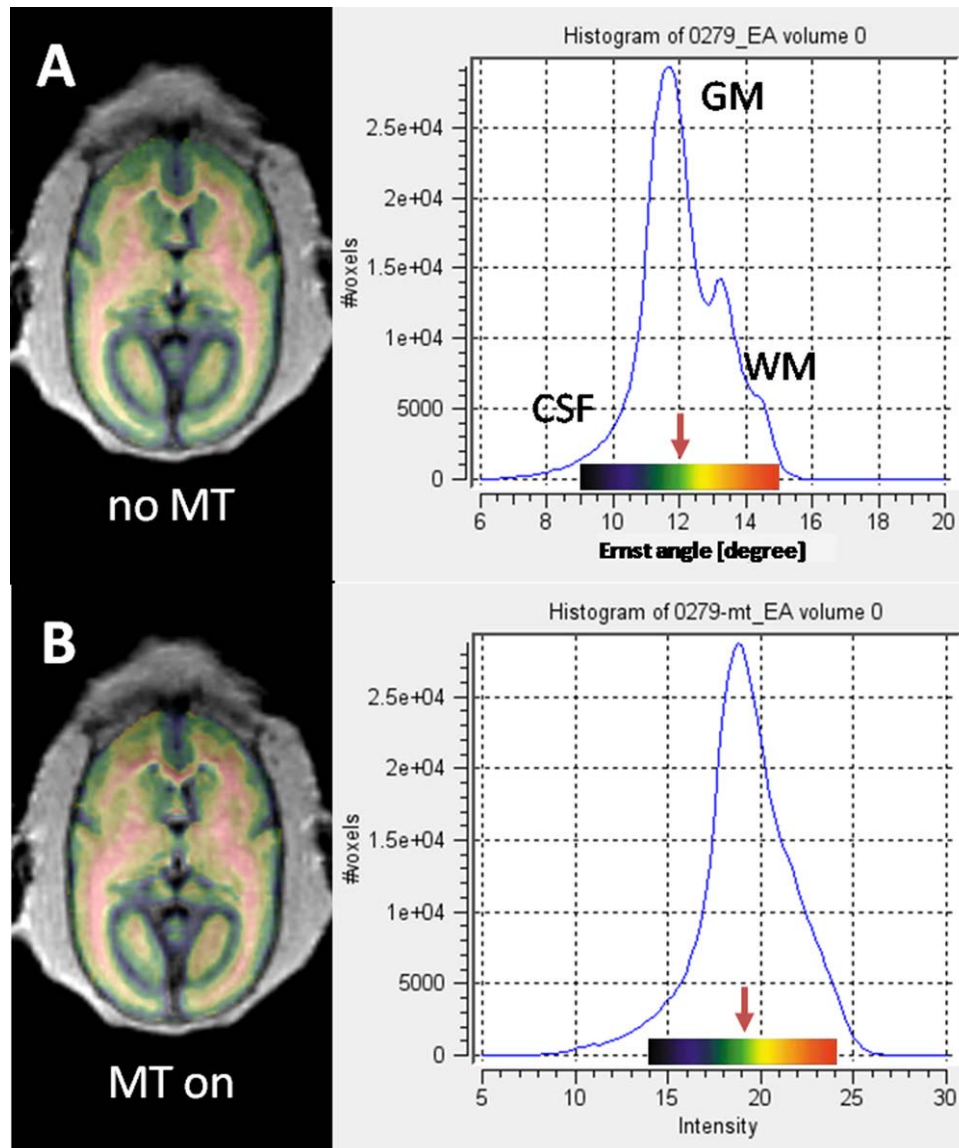 A
no MT
Histogram of 0279_EA volume 0
GM
WM
CSF
#voxels
2.5e+04
2e+04
1.5e+04
1e+04
5000
0
6 8 10 12 14 16 18 20
Ernst angle [degree]
B
MT on
Histogram of 0279-mt_EA volume 0
#voxels
2.5e+04
2e+04
1.5e+04
1e+04
5000
0
5 10 15 20 25 30
Intensity